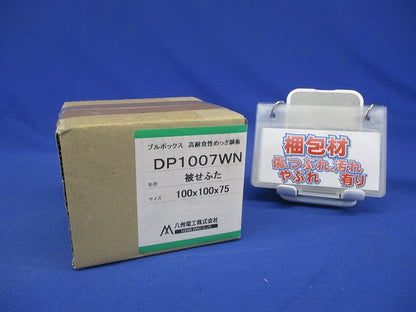 プルボックス 高耐食性めっき鋼板
DP1007WN
形状 被せふた
サイズ 100x100x75
八州電工株式会社
梱包材
傷つぶれ汚れ
やぶれ 有り